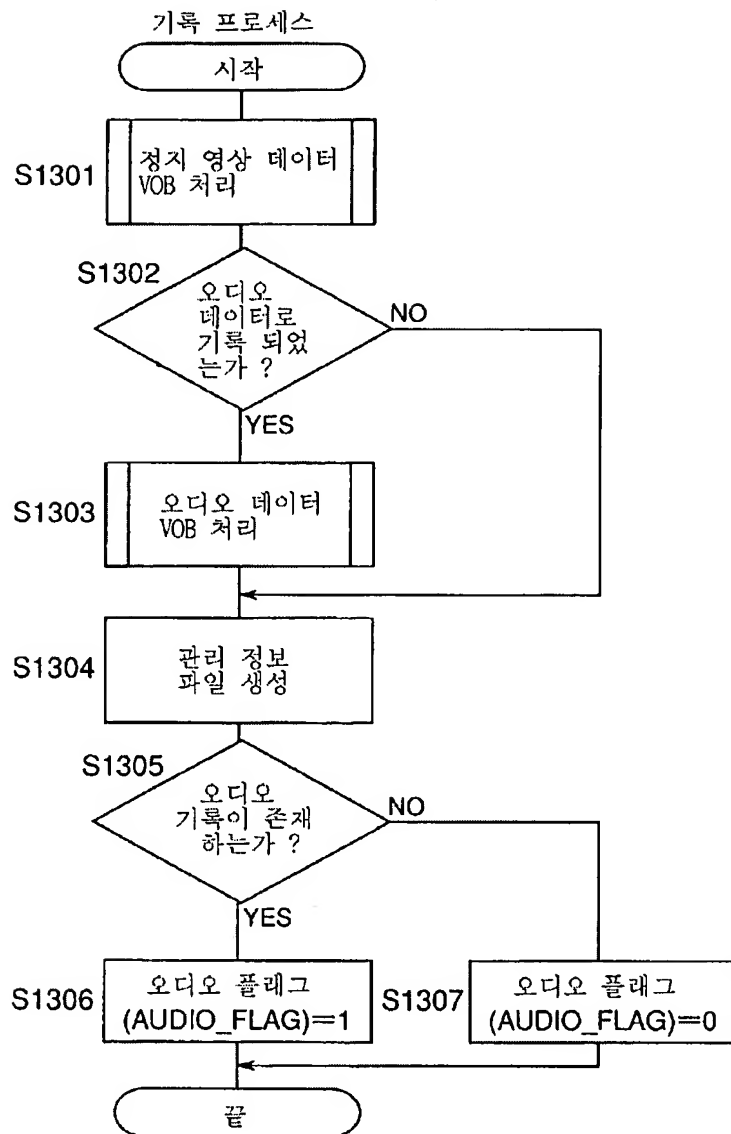 기록 프로세스
시작
S1301
정지 영상 데이터
VOB 처리
S1302
오디오
데이터로
기록 되었
는가 ?
NO
YES
S1303
오디오 데이터
VOB 처리
S1304
관리 정보
파일 생성
S1305
오디오
기록이 존재
하는가 ?
NO
YES
S1306
오디오 플래그
(AUDIO_FLAG)=1
S1307
오디오 플래그
(AUDIO_FLAG)=0
끝